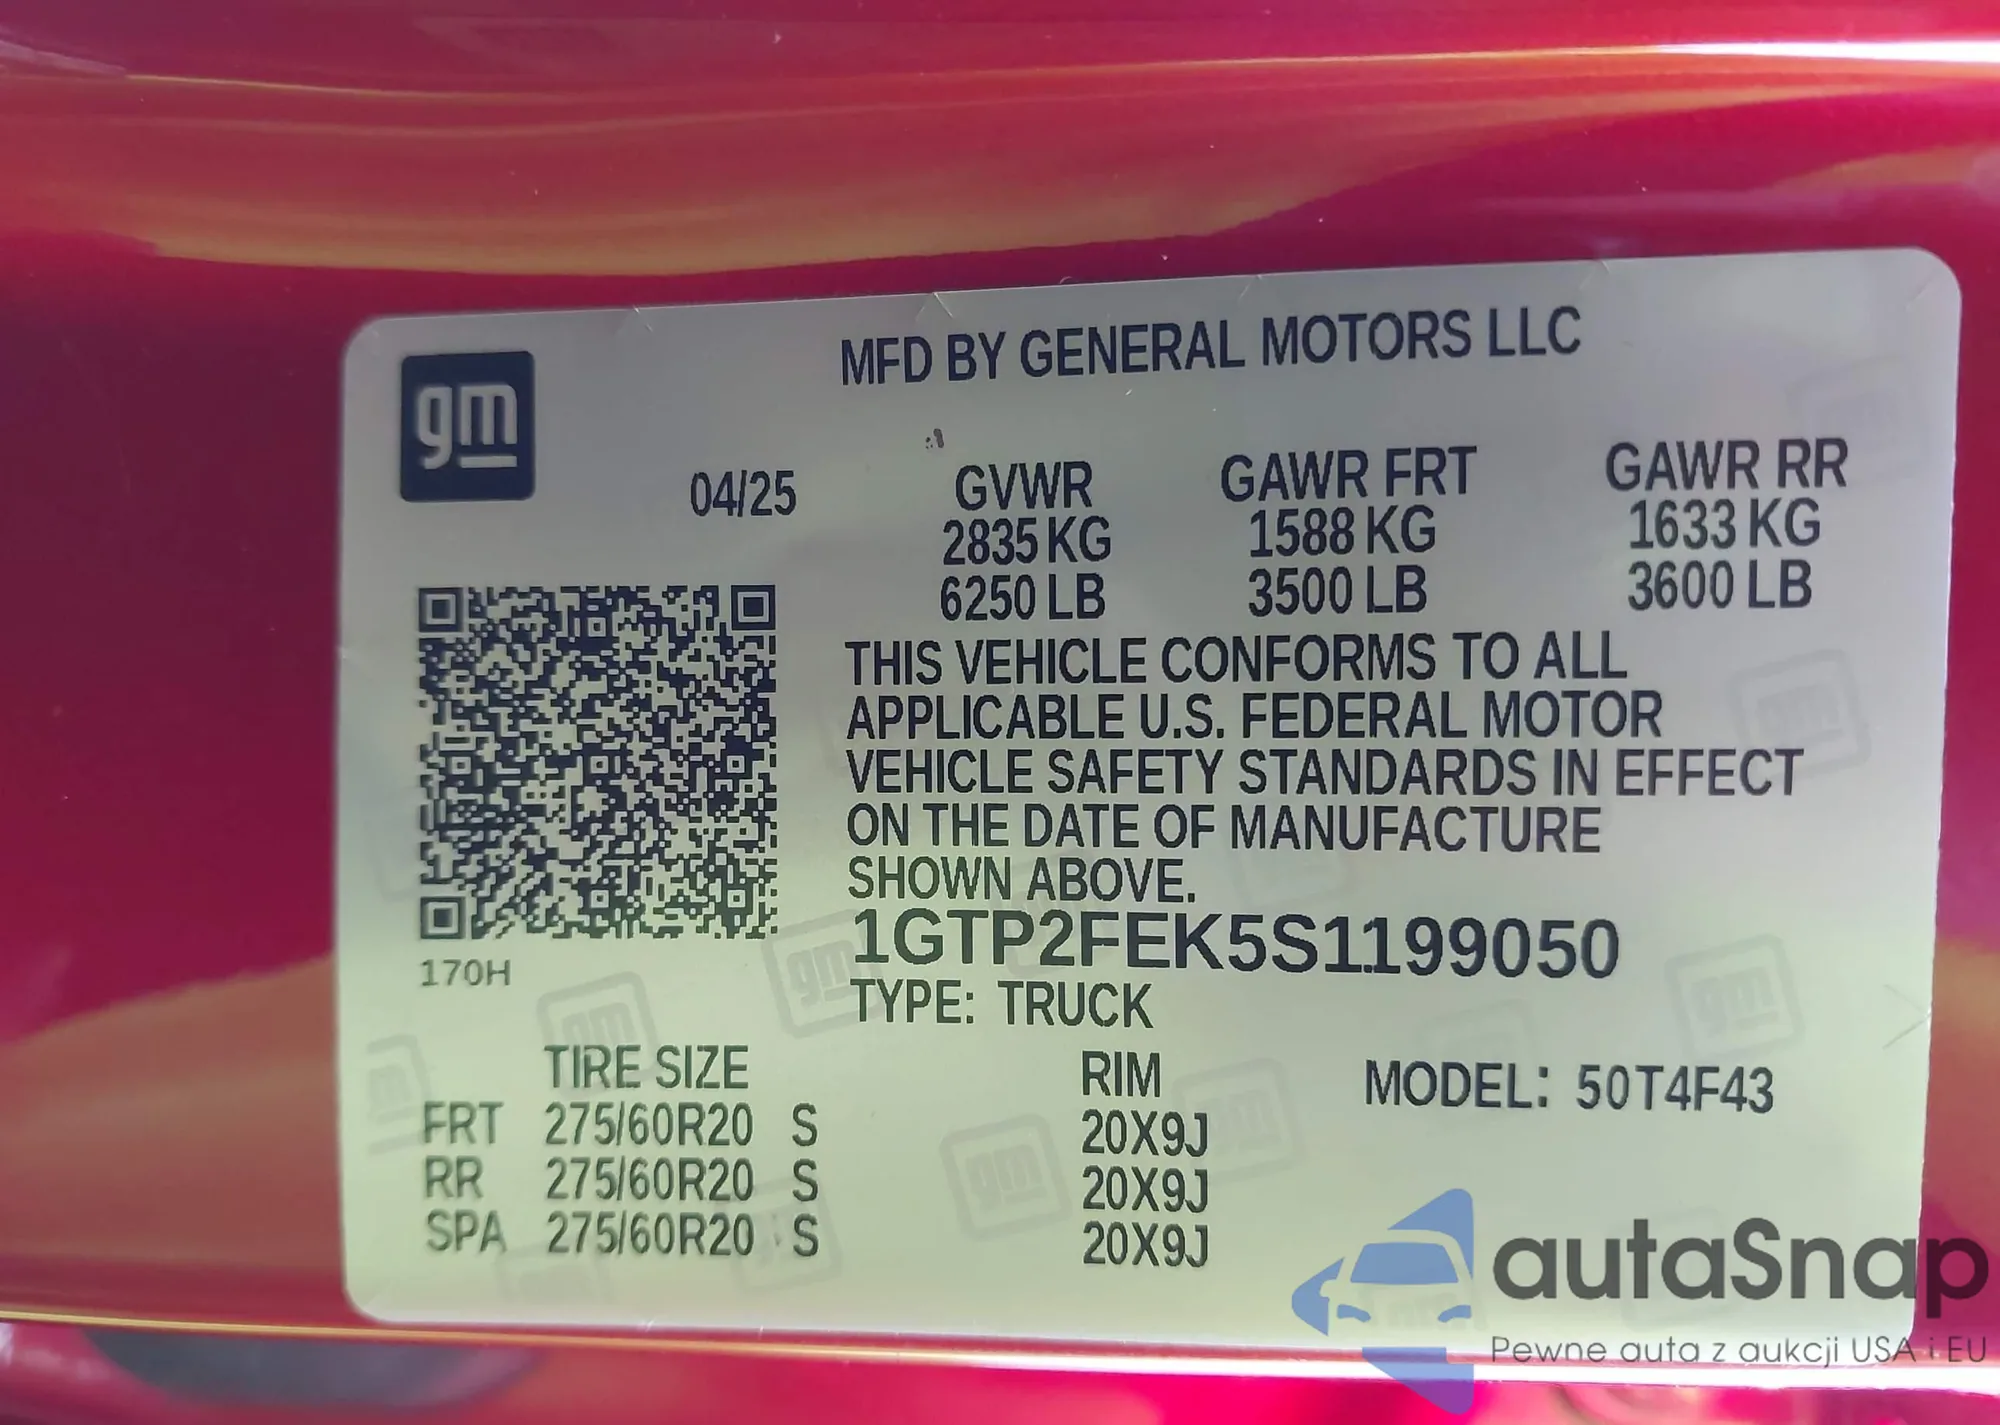 gm
MFD BY GENERAL MOTORS LLC
04/25
GVWR GAWR FRT GAWR RR
2835 KG 1588 KG 1633 KG
6250 LB 3500 LB 3600 LB
THIS VEHICLE CONFORMS TO ALL
APPLICABLE U.S. FEDERAL MOTOR
VEHICLE SAFETY STANDARDS IN EFFECT
ON THE DATE OF MANUFACTURE
SHOWN ABOVE.
1GTP2FEK5S1199050
170H
TYPE: TRUCK
TIRE SIZE RIM MODEL: 50T4F43
FRT 275/60R20 S 20X9J
RR 275/60R20 S 20X9J
SPA 275/60R20 S 20X9J
autaSnap
Pewne auta z aukcji USA i EU